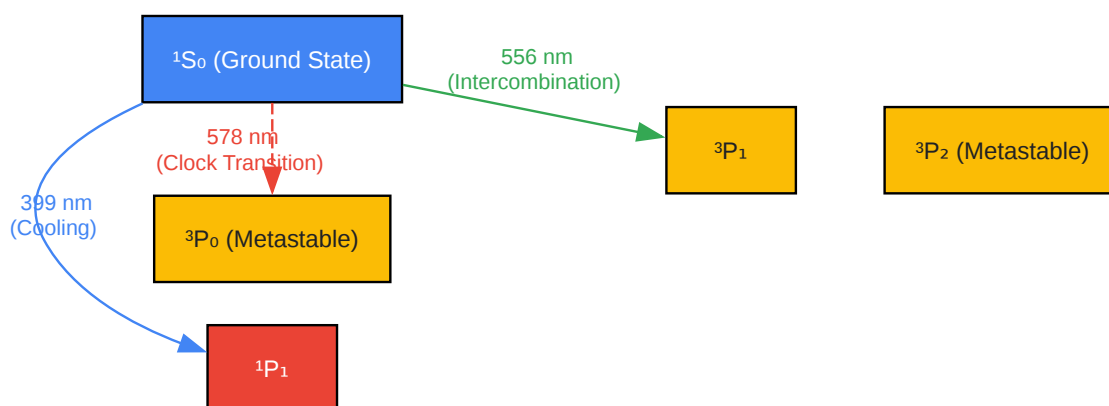 ¹S₀ (Ground State)
556 nm
(Intercombination)
578 nm
(Clock Transition)
³P₁
³P₂ (Metastable)
399 nm
(Cooling)
³P₀ (Metastable)
¹P₁